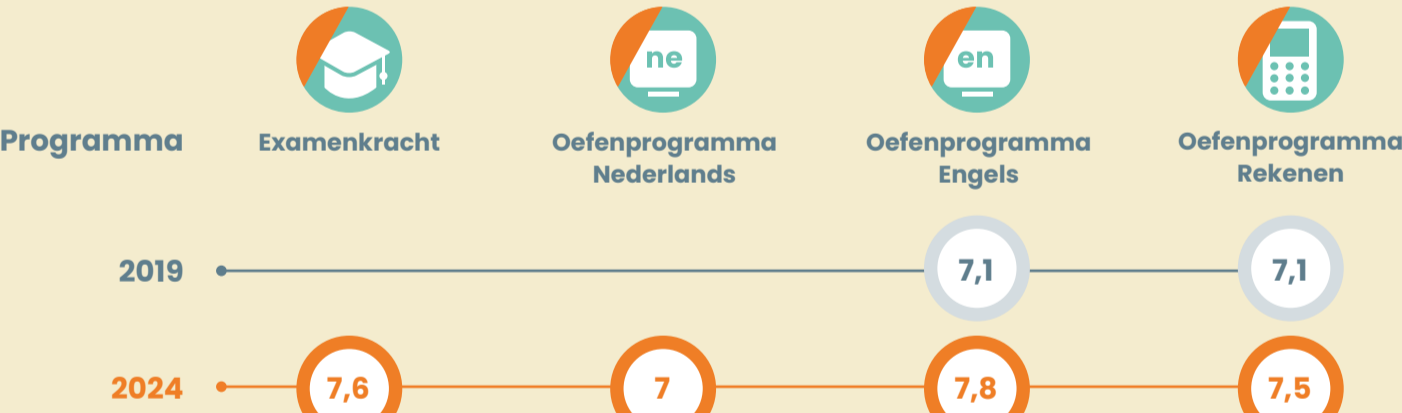 ne
en
Programma
Examenkracht
Oefenprogramma
Nederlands
Oefenprogramma
Engels
Oefenprogramma
Rekenen
2019
7,1
7,1
2024
7,6
7
7,8
7,5